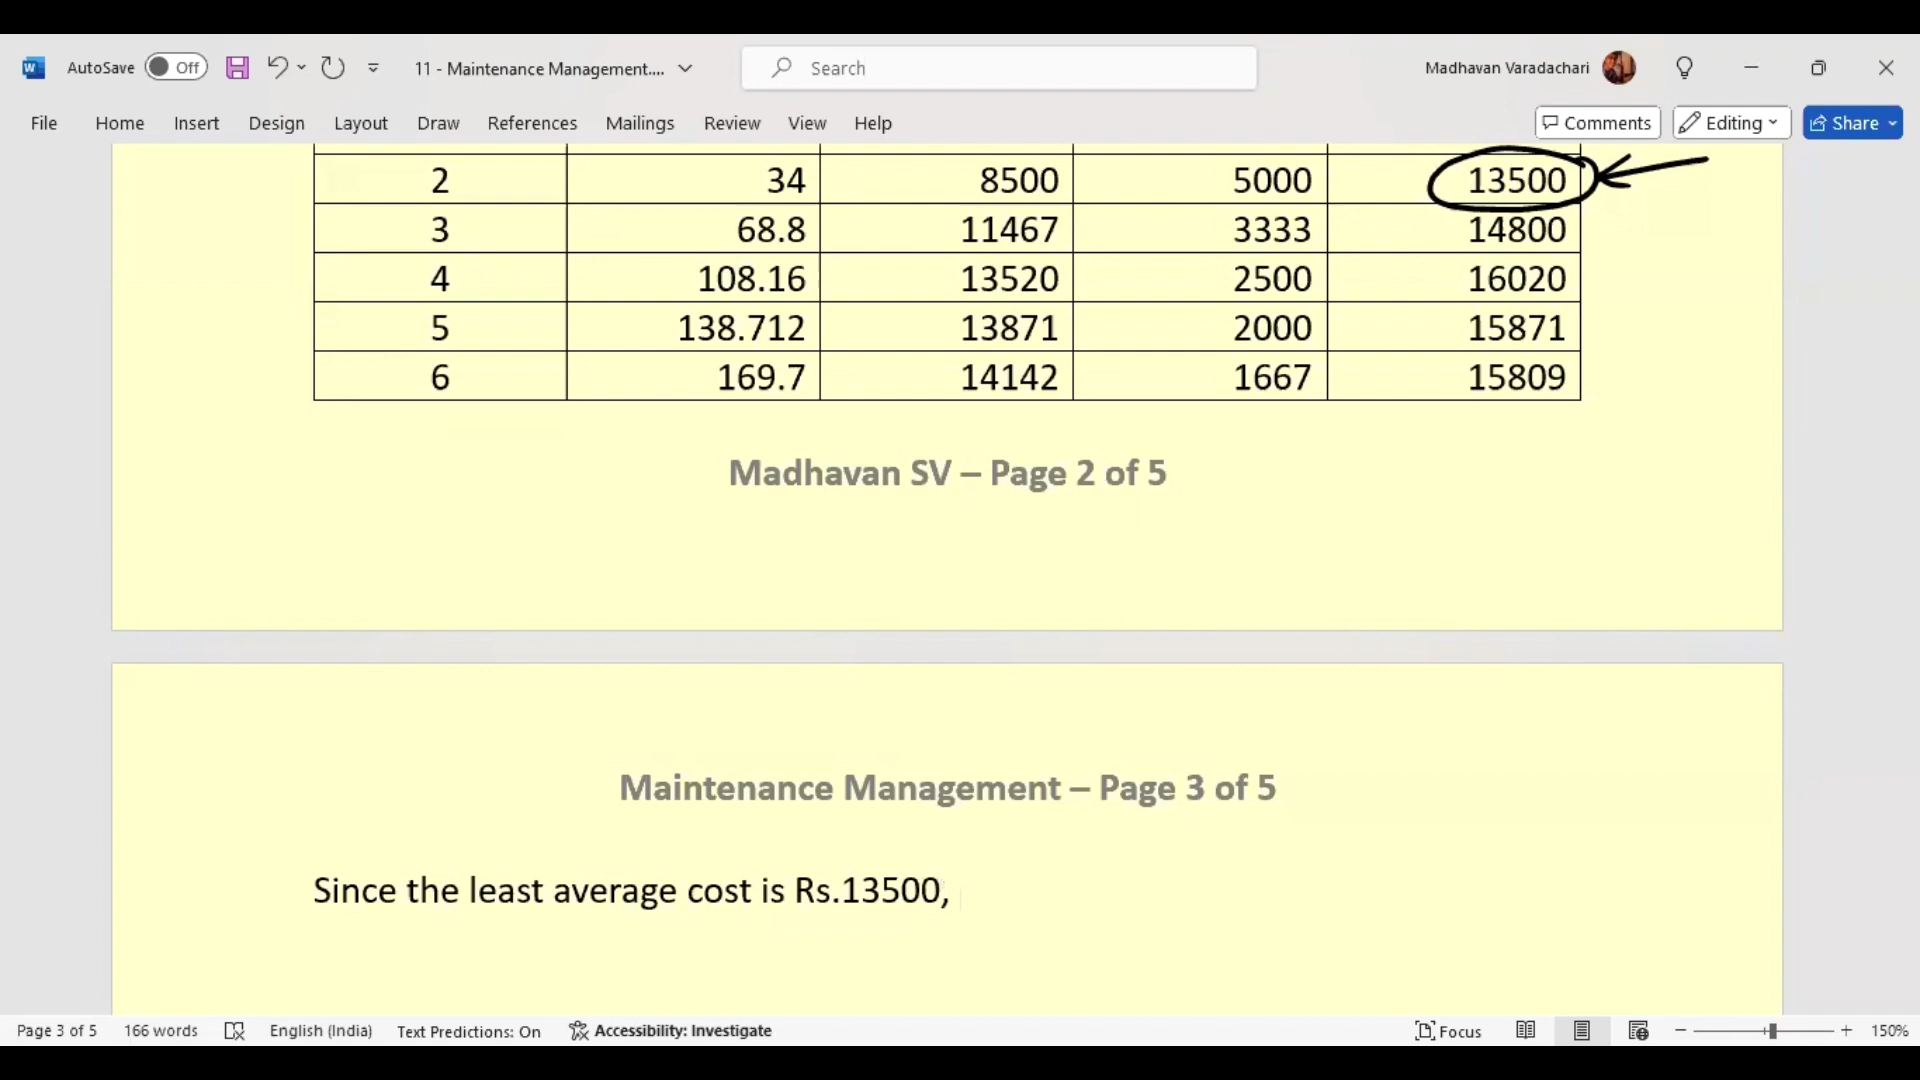 AutoSave Off 11 - Maintenance Management.... Search Madhavan Varadachari
File Home Insert Design Layout Draw References Mailings Review View Help Comments Editing Share
2 34 8500 5000 13500
3 68.8 11467 3333 14800
4 108.16 13520 2500 16020
5 138.712 13871 2000 15871
6 169.7 14142 1667 15809
Madhavan SV – Page 2 of 5
Maintenance Management – Page 3 of 5
Since the least average cost is Rs.13500,
Page 3 of 5 166 words English (India) Text Predictions: On Accessibility: Investigate Focus 150%